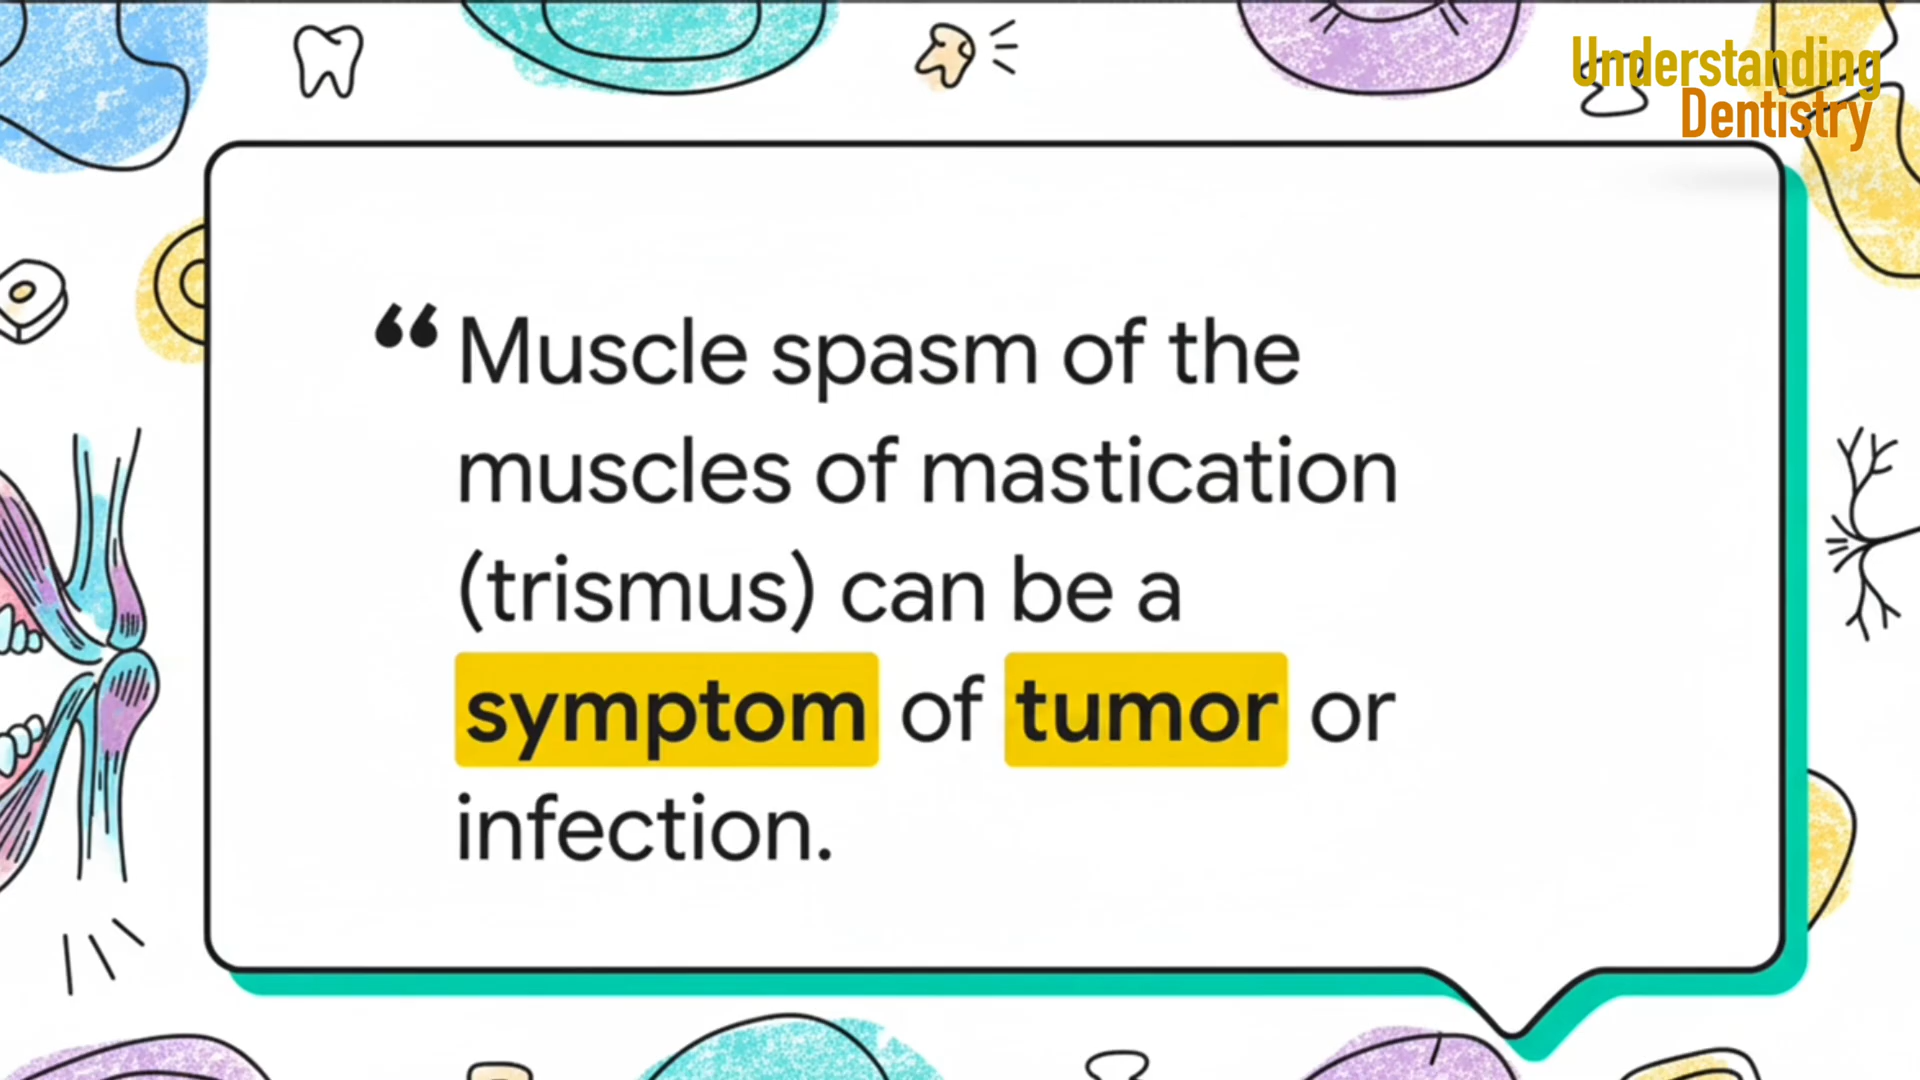 Understanding
Dentistry
“Muscle spasm of the
muscles of mastication
(trismus) can be a
symptom of tumor or
infection.